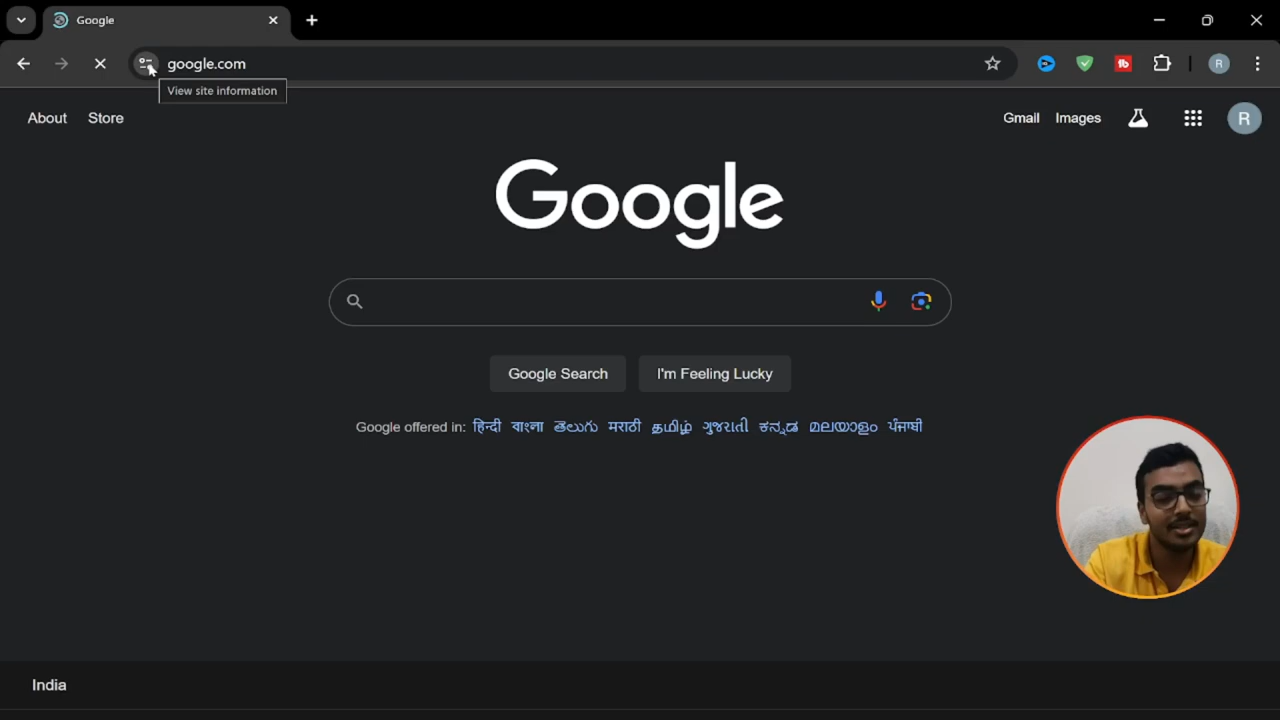 Google
google.com
R
View site information
About
Store
Gmail
Images
R
Google
Google Search
I'm Feeling Lucky
Google offered in: हिन्दी বাংলা తెలుగు मराठी தமிழ் ગુજરાતી ಕನ್ನಡ മലയാളം ਪੰਜਾਬੀ
India